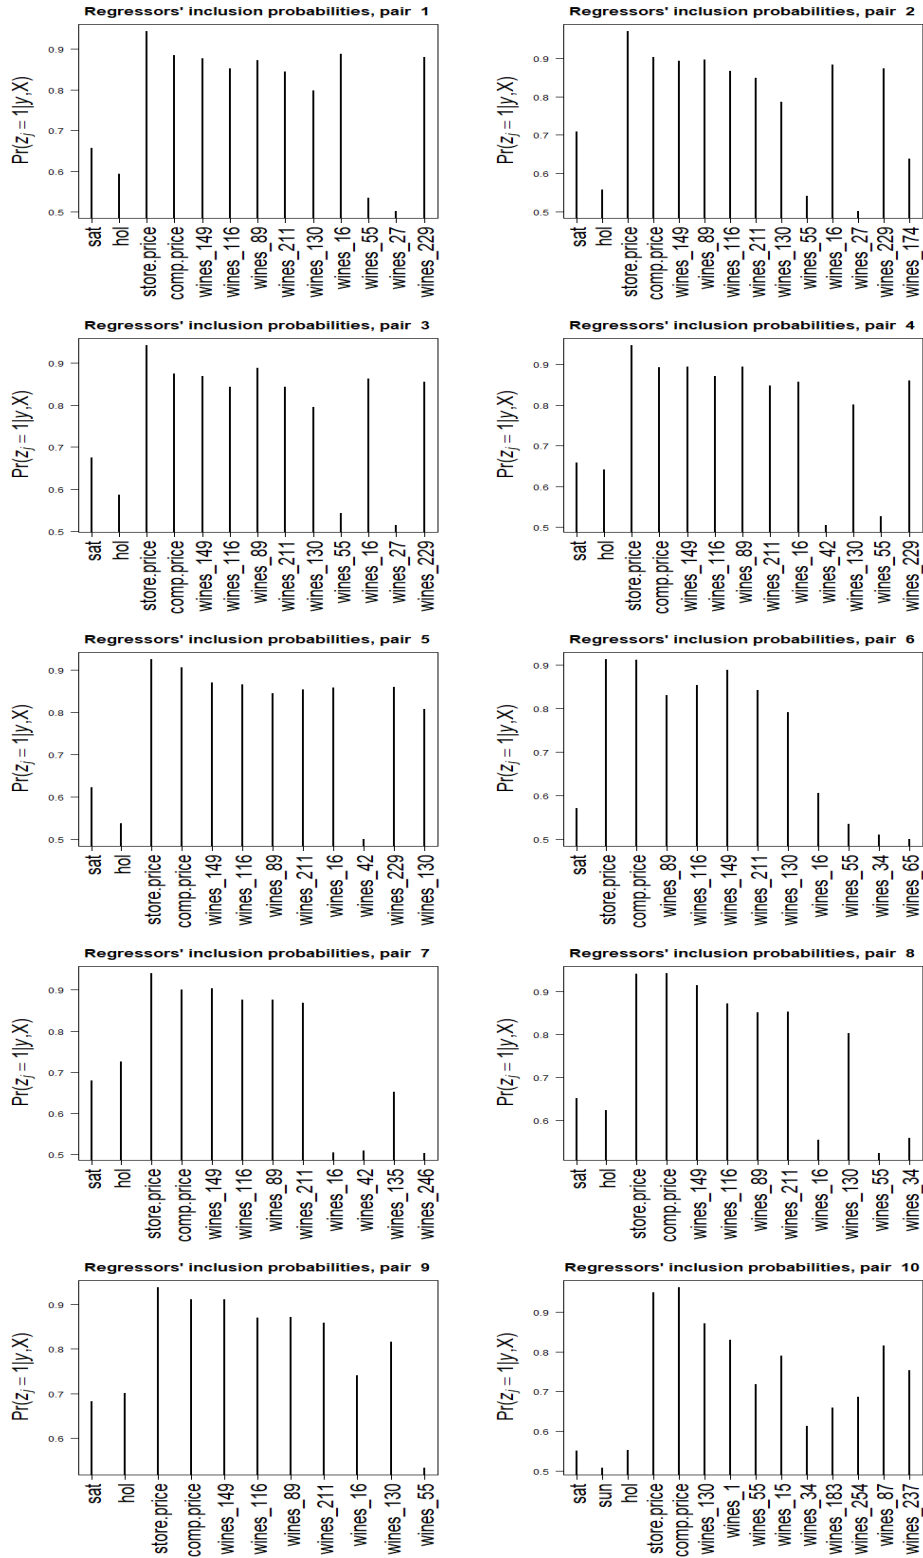 Regressors' inclusion probabilities, pair 1
Pr(zj = 1|y,X)
0.9
0.8
0.7
0.6
0.5
sat
hol
store.price
comp.price
wines_149
wines_116
wines_89
wines_211
wines_130
wines_16
wines_55
wines_27
wines_229
Regressors' inclusion probabilities, pair 2
Pr(zj = 1|y,X)
0.9
0.8
0.7
0.6
0.5
sat
hol
store.price
comp.price
wines_149
wines_89
wines_116
wines_211
wines_130
wines_55
wines_16
wines_27
wines_229
wines_174
Regressors' inclusion probabilities, pair 3
Pr(zj = 1|y,X)
0.9
0.8
0.7
0.6
0.5
sat
hol
store.price
comp.price
wines_149
wines_116
wines_89
wines_211
wines_130
wines_55
wines_16
wines_27
wines_229
Regressors' inclusion probabilities, pair 4
Pr(zj = 1|y,X)
0.9
0.8
0.7
0.6
0.5
sat
hol
store.price
comp.price
wines_149
wines_116
wines_89
wines_211
wines_16
wines_42
wines_130
wines_55
wines_229
Regressors' inclusion probabilities, pair 5
Pr(zj = 1|y,X)
0.9
0.8
0.7
0.6
0.5
sat
hol
store.price
comp.price
wines_149
wines_116
wines_89
wines_211
wines_16
wines_42
wines_229
wines_130
Regressors' inclusion probabilities, pair 6
Pr(zj = 1|y,X)
0.9
0.8
0.7
0.6
0.5
sat
store.price
comp.price
wines_89
wines_116
wines_149
wines_211
wines_130
wines_16
wines_55
wines_34
wines_65
Regressors' inclusion probabilities, pair 7
Pr(zj = 1|y,X)
0.9
0.8
0.7
0.6
0.5
sat
hol
store.price
comp.price
wines_149
wines_116
wines_89
wines_211
wines_16
wines_42
wines_135
wines_246
Regressors' inclusion probabilities, pair 8
Pr(zj = 1|y,X)
0.9
0.8
0.7
0.6
sat
hol
store.price
comp.price
wines_149
wines_116
wines_89
wines_211
wines_16
wines_130
wines_55
wines_34
Regressors' inclusion probabilities, pair 9
Pr(zj = 1|y,X)
0.9
0.8
0.7
0.6
sat
hol
store.price
comp.price
wines_149
wines_116
wines_89
wines_211
wines_16
wines_130
wines_55
Regressors' inclusion probabilities, pair 10
Pr(zj = 1|y,X)
0.9
0.8
0.7
0.6
0.5
sat
sun
hol
store.price
comp.price
wines_130
wines_1
wines_55
wines_15
wines_34
wines_183
wines_254
wines_87
wines_237